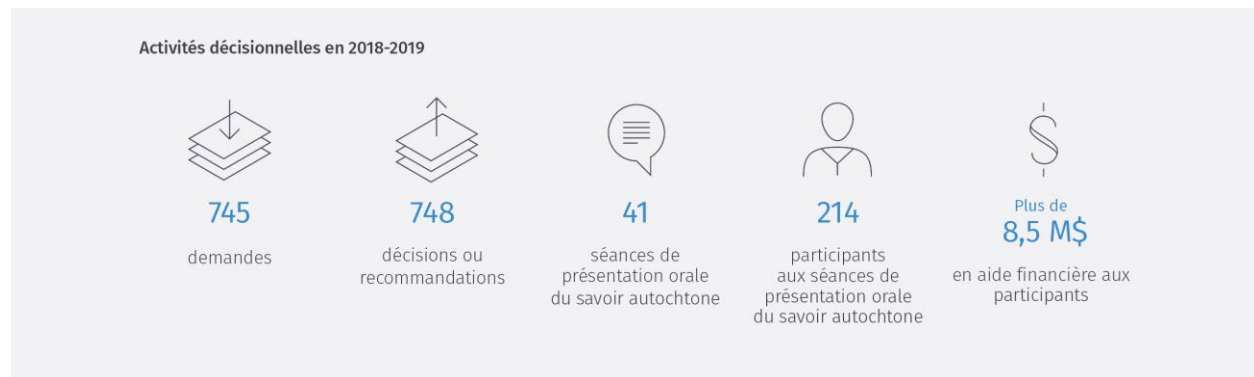 Activités décisionnelles en 2018-2019
745
demandes
748
décisions ou
recommandations
41
séances de
présentation orale
du savoir autochtone
214
participants
aux séances de
présentation orale
du savoir autochtone
Plus de
8,5 M$
en aide financière aux
participants